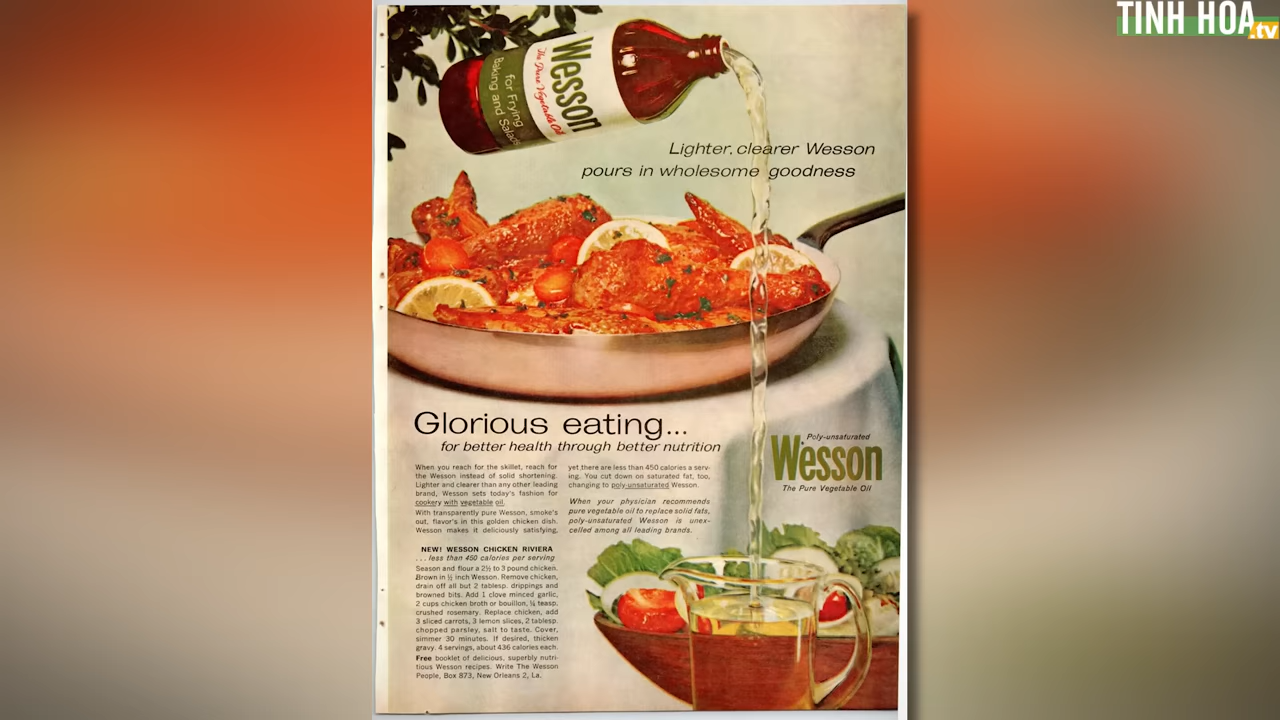 TINH HOA
.tv
Wesson
The Pure Vegetable Oil
for Frying
Baking and Salads
Lighter, clearer Wesson
pours in wholesome goodness
Glorious eating...
for better health through better nutrition
When you reach for the skillet, reach for
the Wesson instead of solid shortening.
Lighter and clearer than any other leading
brand, Wesson sets today's fashion for
cookery with vegetable oil.
With transparently pure Wesson, smoke's
out, flavor's in this golden chicken dish.
Wesson makes it deliciously satisfying,
yet there are less than 450 calories a serv-
ing. You cut down on saturated fat, too,
changing to poly-unsaturated Wesson.
When your physician recommends
pure vegetable oil to replace solid fats,
poly-unsaturated Wesson is unex-
celled among all leading brands.
Poly-unsaturated
Wesson
The Pure Vegetable Oil
NEW! WESSON CHICKEN RIVIERA
. . . less than 450 calories per serving
Season and flour a 2½ to 3 pound chicken.
Brown in ½ inch Wesson. Remove chicken,
drain off all but 2 tablesp. drippings and
browned bits. Add 1 clove minced garlic,
2 cups chicken broth or bouillon, ¼ teasp.
crushed rosemary. Replace chicken, add
3 sliced carrots, 3 lemon slices, 2 tablesp.
chopped parsley, salt to taste. Cover,
simmer 30 minutes. If desired, thicken
gravy. 4 servings, about 436 calories each.
Free booklet of delicious, superbly nutri-
tious Wesson recipes. Write The Wesson
People, Box 873, New Orleans 2, La.